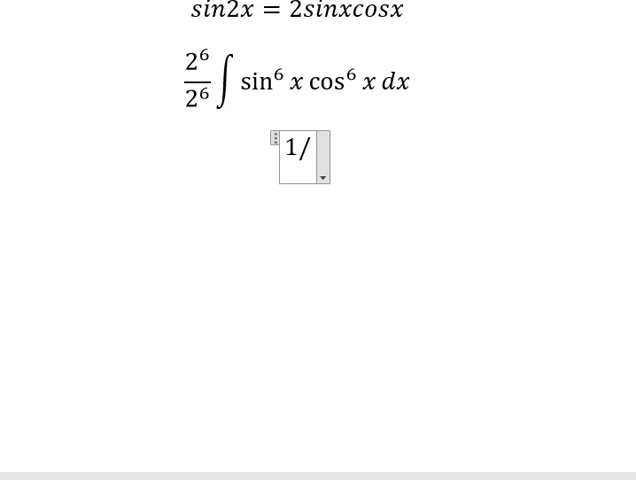 sin2x = 2sinxcosx
2⁶/2⁶ ∫ sin⁶ x cos⁶ x dx
1/